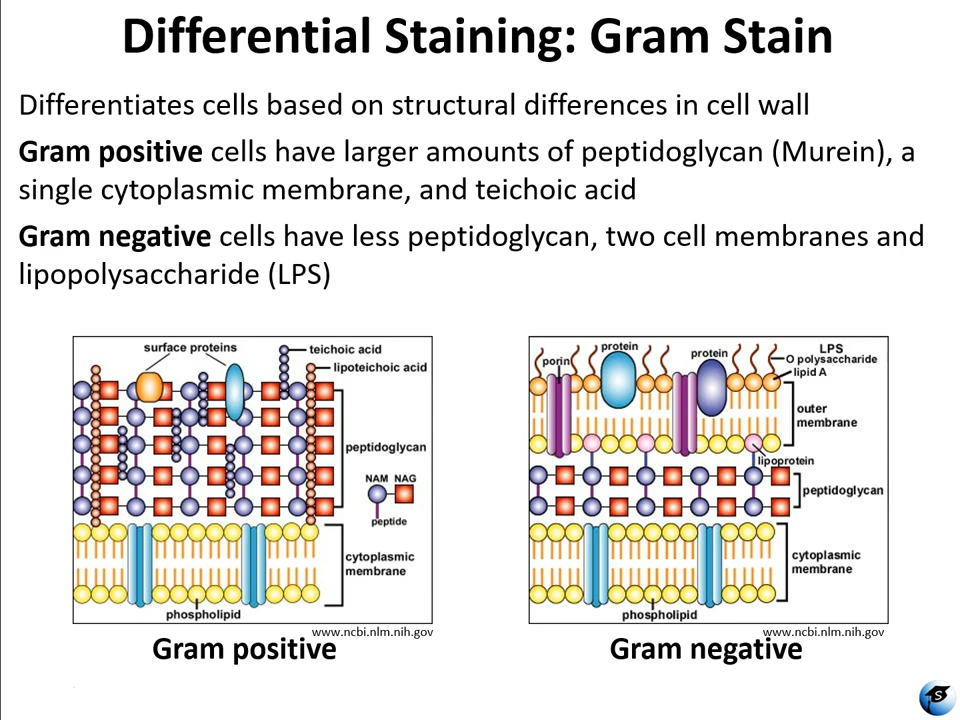 Differential Staining: Gram Stain
Differentiates cells based on structural differences in cell wall
Gram positive cells have larger amounts of peptidoglycan (Murein), a
single cytoplasmic membrane, and teichoic acid
Gram negative cells have less peptidoglycan, two cell membranes and
lipopolysaccharide (LPS)
surface proteins
teichoic acid
lipoteichoic acid
peptidoglycan
NAM NAG
peptide
cytoplasmic
membrane
phospholipid
www.ncbi.nlm.nih.gov
Gram positive
porin
protein
protein
LPS
O polysaccharide
lipid A
outer
membrane
lipoprotein
peptidoglycan
cytoplasmic
membrane
phospholipid
www.ncbi.nlm.nih.gov
Gram negative
S